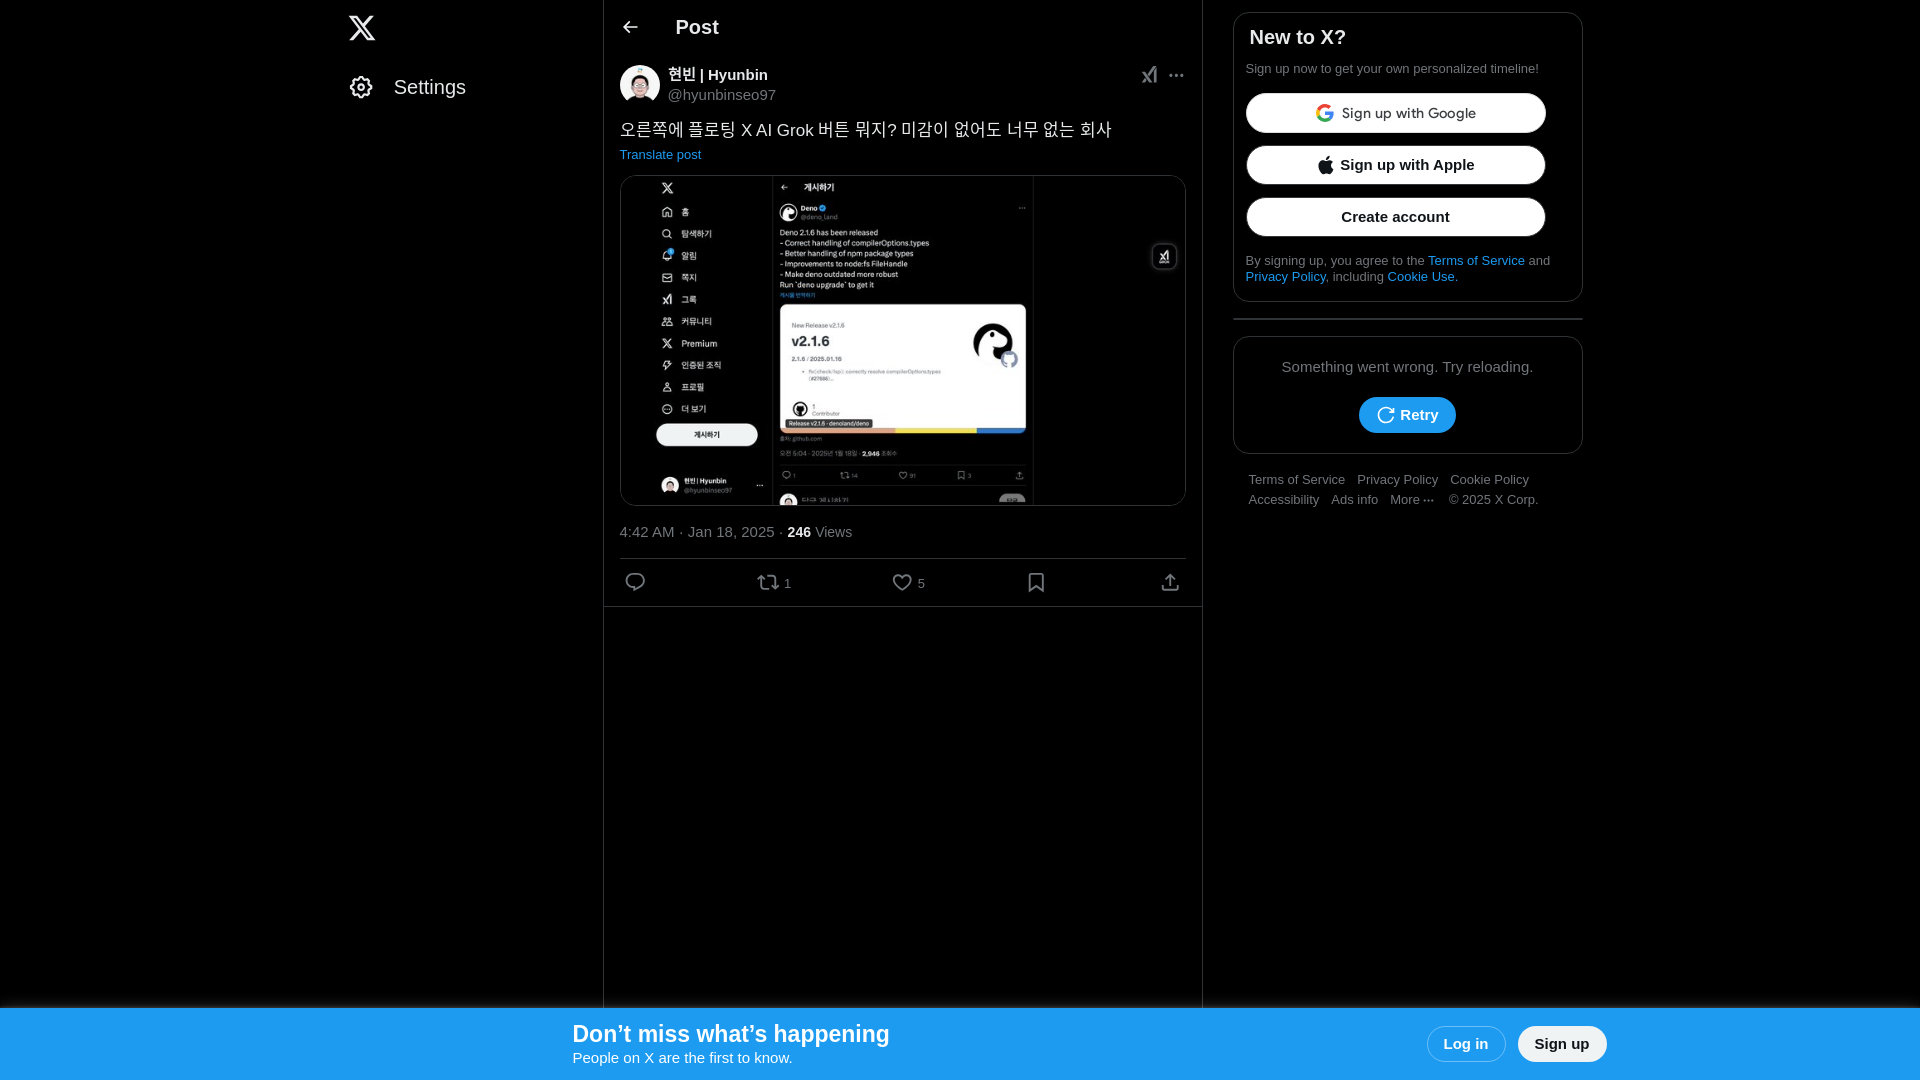 Settings
Post
현빈 | Hyunbin
@hyunbinseo97
오른쪽에 플로팅 X AI Grok 버튼 뭐지? 미감이 없어도 너무 없는 회사
Translate post
홈
탐색하기
알림
쪽지
그록
커뮤니티
Premium
인증된 조직
프로필
더 보기
게시하기
현빈 | Hyunbin
@hyunbinseo97
게시하기
Deno
@deno_land
Deno 2.1.6 has been released
- Correct handling of compilerOptions.types
- Better handling of npm package types
- Improvements to node:fs FileHandle
- Make deno outdated more robust
Run `deno upgrade` to get it
게시물 번역하기
New Release v2.1.6
v2.1.6
2.1.6 / 2025.01.16
correctly resolve compilerOptions.types
1
Contributor
Release v2.1.6 · denoland/deno
출처: github.com
오전 5:04 · 2025년 1월 18일 · 2,946 조회수
1 14 91 3
4:42 AM · Jan 18, 2025 · 246 Views
1 5
New to X?
Sign up now to get your own personalized timeline!
Sign up with Google
Sign up with Apple
Create account
By signing up, you agree to the Terms of Service and
Privacy Policy, including Cookie Use.
Something went wrong. Try reloading.
Retry
Terms of Service Privacy Policy Cookie Policy
Accessibility Ads info More ··· © 2025 X Corp.
Don’t miss what’s happening
People on X are the first to know.
Log in
Sign up